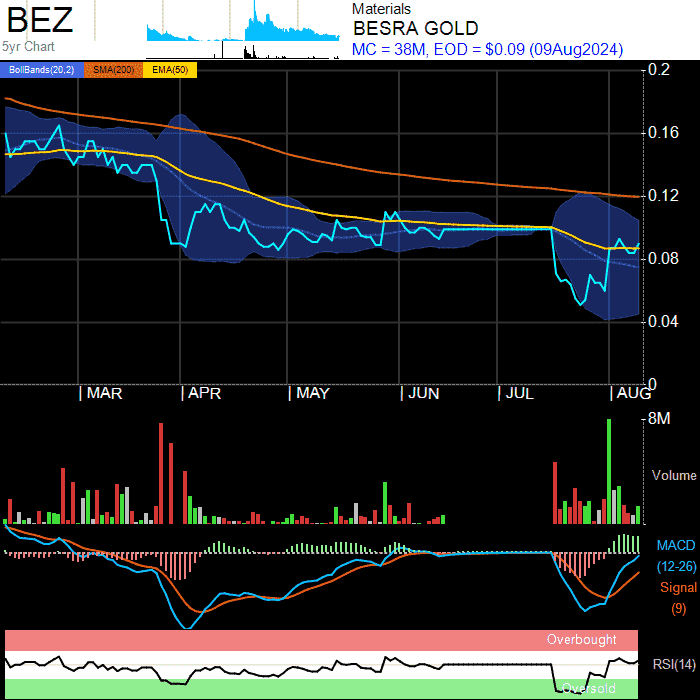 BEZ
5yr Chart
Materials
BESRA GOLD
MC = 38M, EOD = $0.09 (09Aug2024)
BollBands(20,2) SMA(200) EMA(50)
0.2
0.16
0.12
0.08
0.04
0
| MAR | APR | MAY | JUN | JUL | AUG
8M
Volume
MACD
(12-26)
Signal
(9)
Overbought
RSI(14)
Oversold